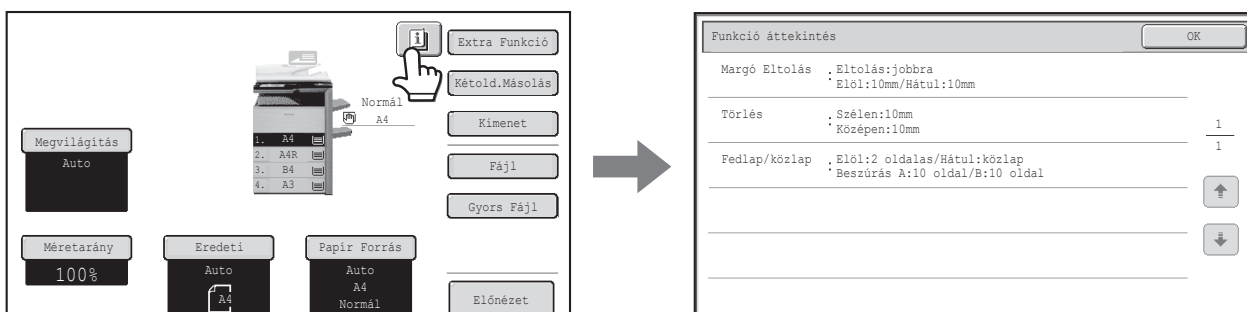 Extra Funkció
Kétold.Másolás
Kimenet
Fájl
Gyors Fájl
Előnézet
Normál
A4
1. A4
2. A4R
3. B4
4. A3
Megvilágítás
Auto
Méretarány
100%
Eredeti
Auto
A4
Papír Forrás
Auto
A4
Normál
Funkció áttekintés
OK
Margó Eltolás : Eltolás:jobbra
Elöl:10mm/Hátul:10mm
Törlés : Szélen:10mm
Középen:10mm
Fedlap/közlap : Elöl:2 oldalas/Hátul:közlap
Beszúrás A:10 oldal/B:10 oldal
1
1